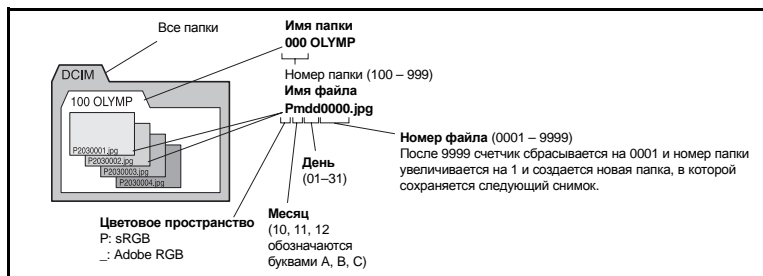 Все папки
Имя папки
000 OLYMP
Номер папки (100 – 999)
Имя файла
Pmdd0000.jpg
DCIM
100 OLYMP
P2030001.jpg
P2030002.jpg
P2030003.jpg
P2030004.jpg
Номер файла (0001 – 9999)
После 9999 счетчик сбрасывается на 0001 и номер папки
увеличивается на 1 и создается новая папка, в которой
сохраняется следующий снимок.
День
(01–31)
Месяц
(10, 11, 12
обозначаются
буквами A, B, C)
Цветовое пространство
P: sRGB
_: Adobe RGB